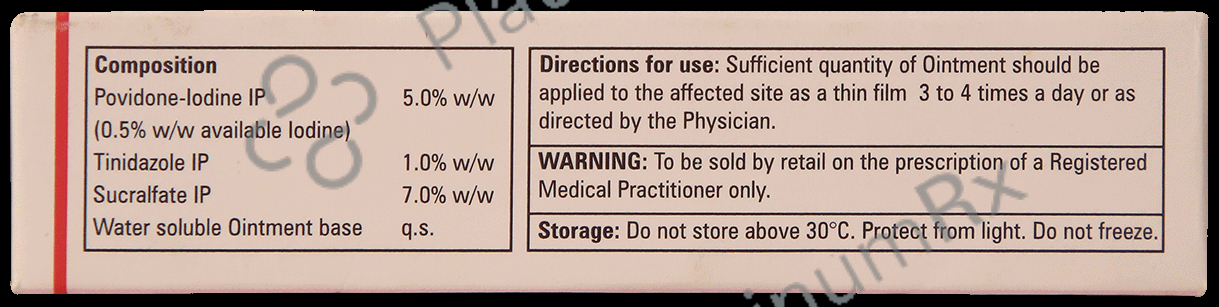 Composition
Povidone-Iodine IP 5.0% w/w
(0.5% w/w available Iodine)
Tinidazole IP 1.0% w/w
Sucralfate IP 7.0% w/w
Water soluble Ointment base q.s.
Directions for use: Sufficient quantity of Ointment should be
applied to the affected site as a thin film 3 to 4 times a day or as
directed by the Physician.
WARNING: To be sold by retail on the prescription of a Registered
Medical Practitioner only.
Storage: Do not store above 30°C. Protect from light. Do not freeze.
Plat
inumRx